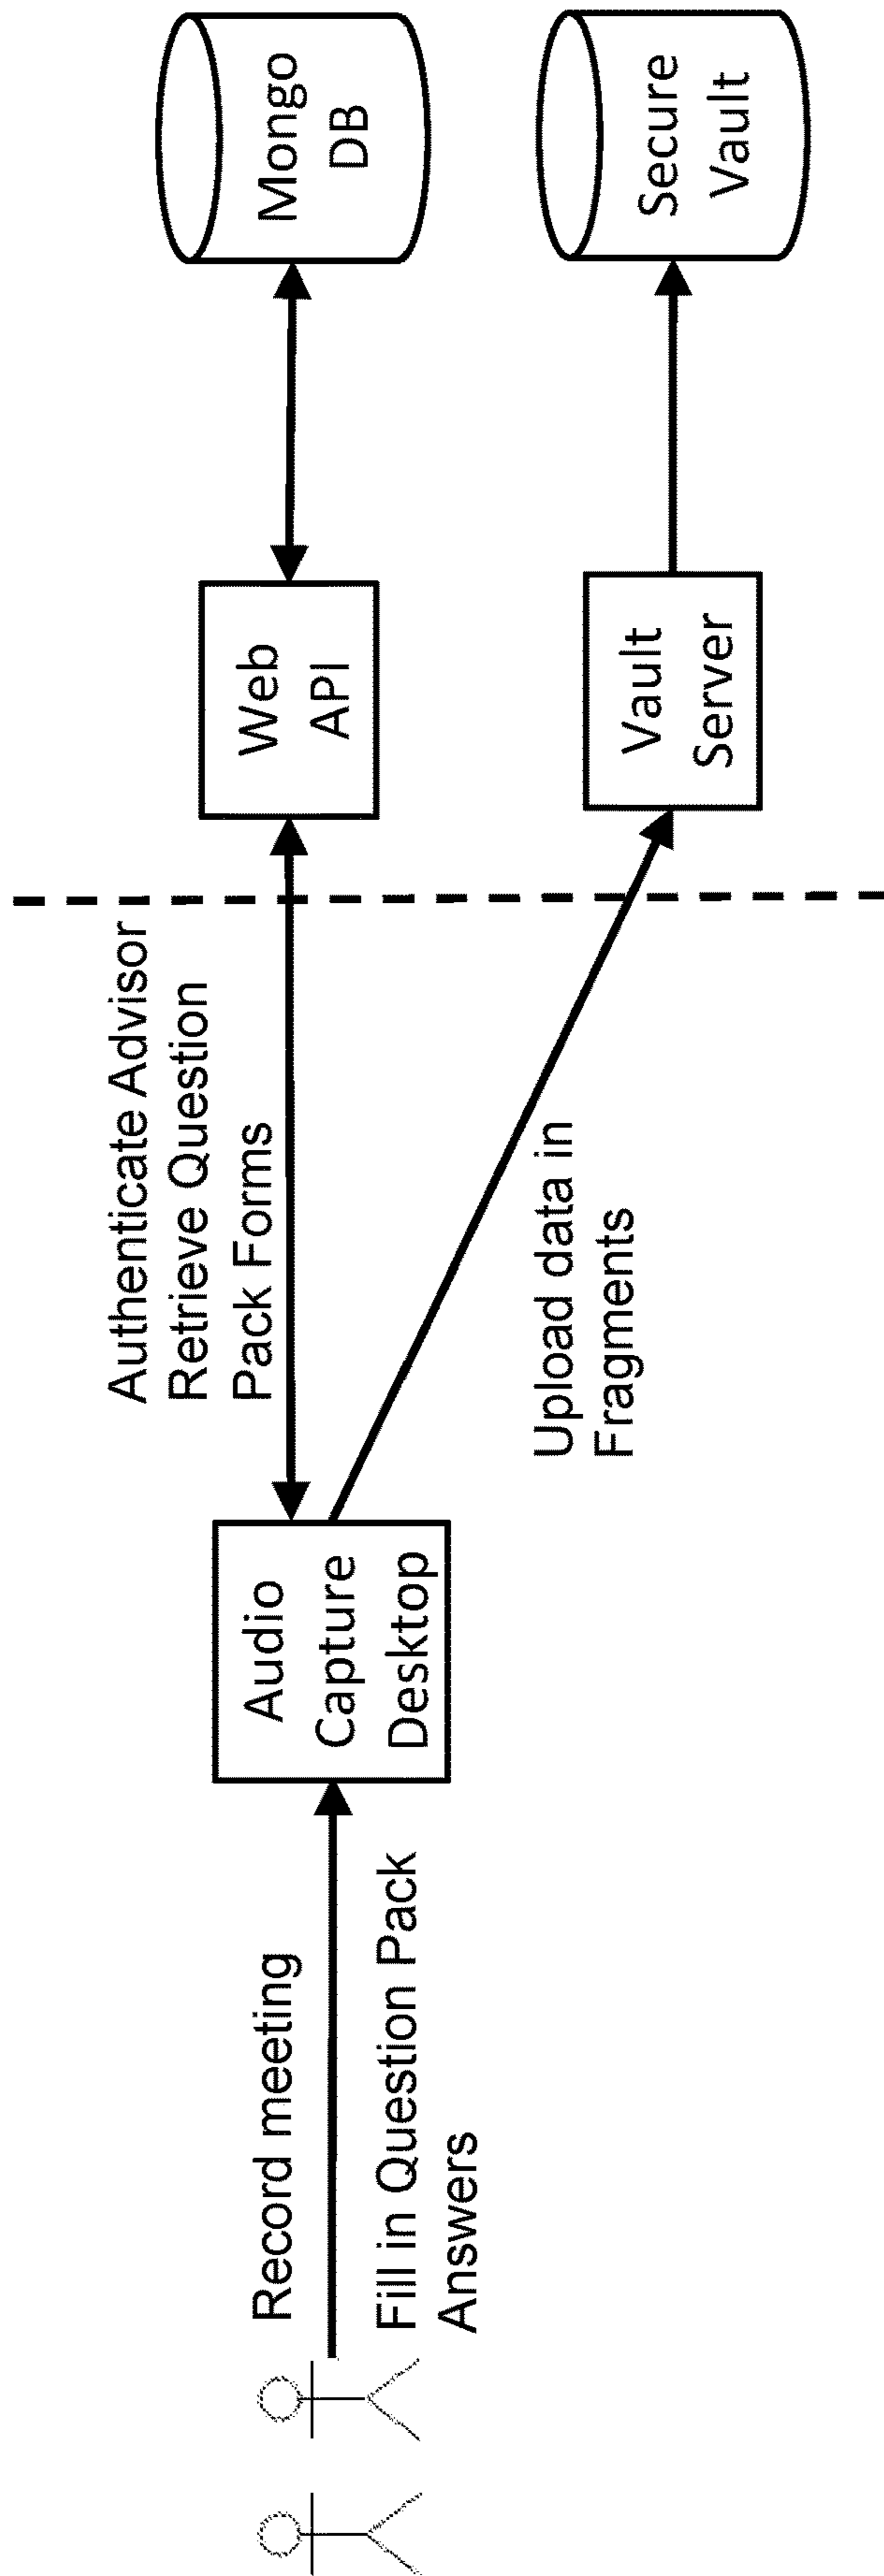 Record meeting
Fill in Question Pack
Answers
Audio
Capture
Desktop
Authenticate Advisor
Retrieve Question
Pack Forms
Upload data in
Fragments
Web
API
Vault
Server
Mongo
DB
Secure
Vault